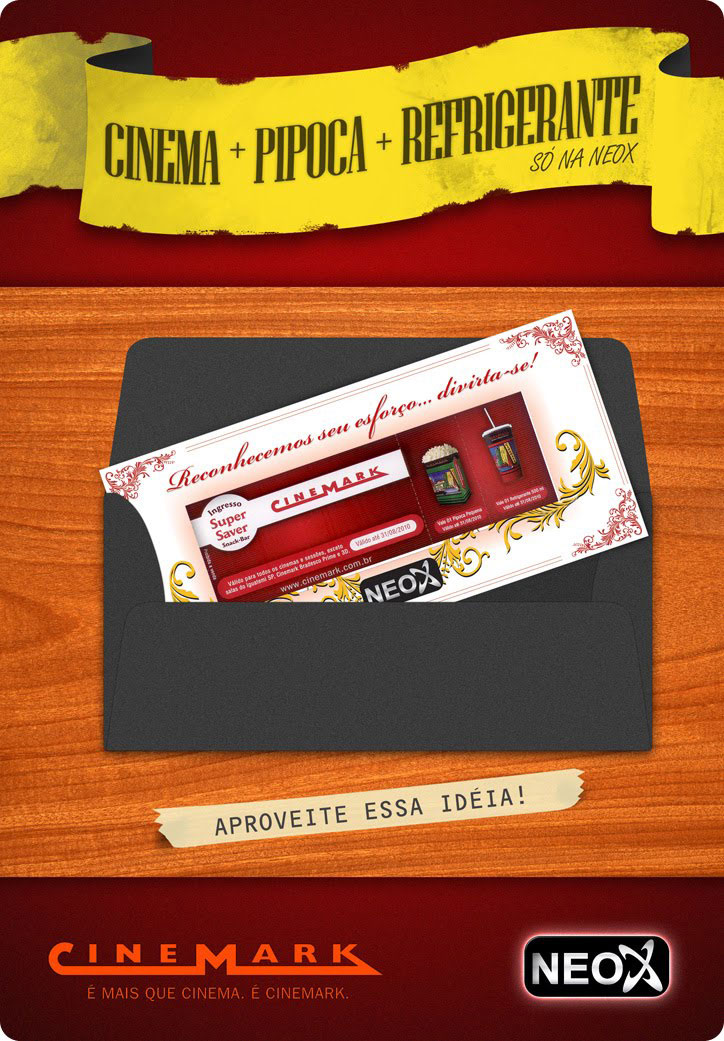 CINEMA + PIPOCA + REFRIGERANTE
SÓ NA NEOX
Reconhecemos seu esforço... divirta-se!
Ingresso
Super
Saver
Snack-Bar
CINEMARK
Válido até 31/08/2010
Válido para todos os cinemas e sessões, exceto
salas do Iguatemi SP, Cinemark Bradesco Prime e 3D.
www.cinemark.com.br
Vale 01 Pipoca Pequena
Válido até 31/08/2010
Vale 01 Refrigerante 500 ml
Válido até 31/08/2010
NEOX
APROVEITE ESSA IDÉIA!
CINEMARK
É MAIS QUE CINEMA. É CINEMARK.
NEOX